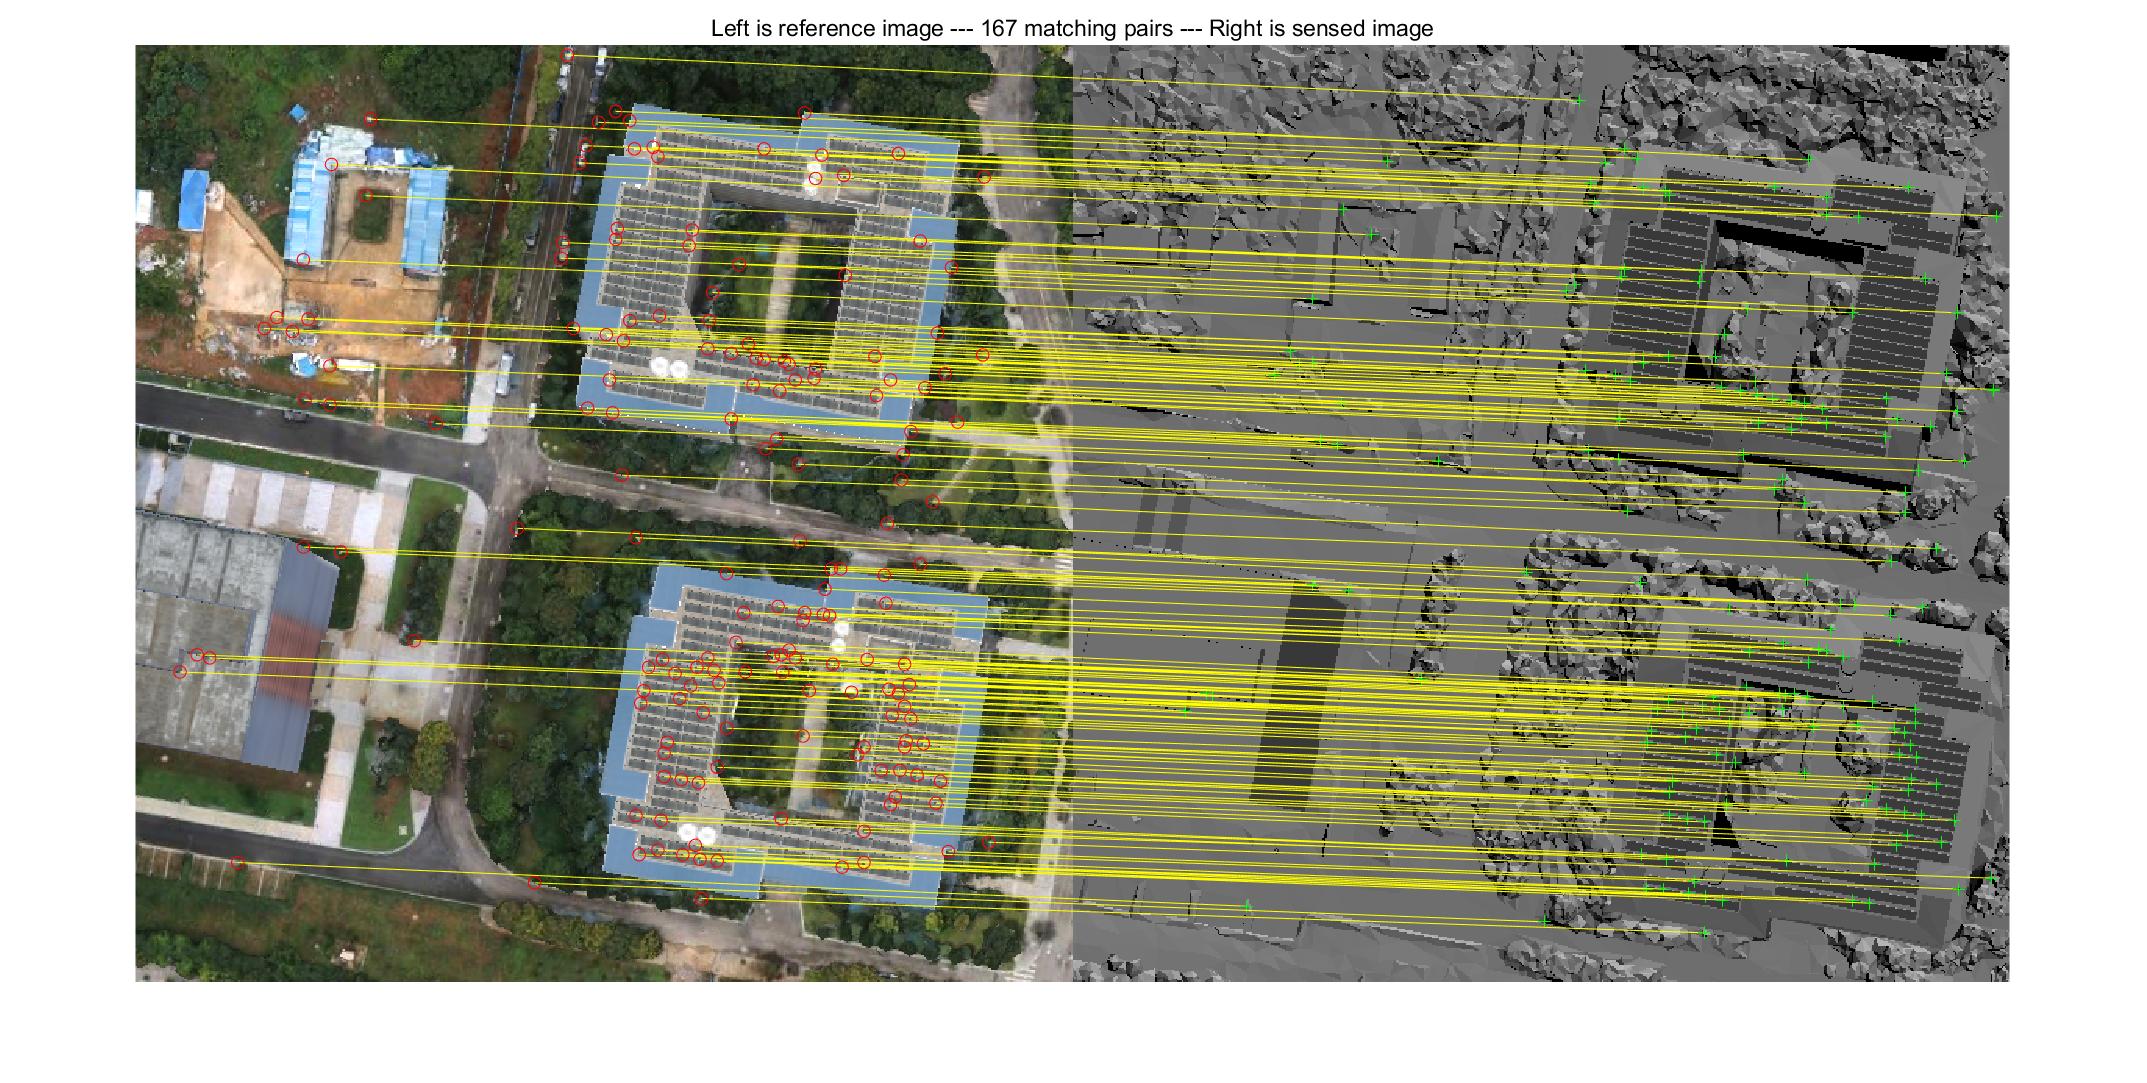 Left is reference image --- 167 matching pairs --- Right is sensed image